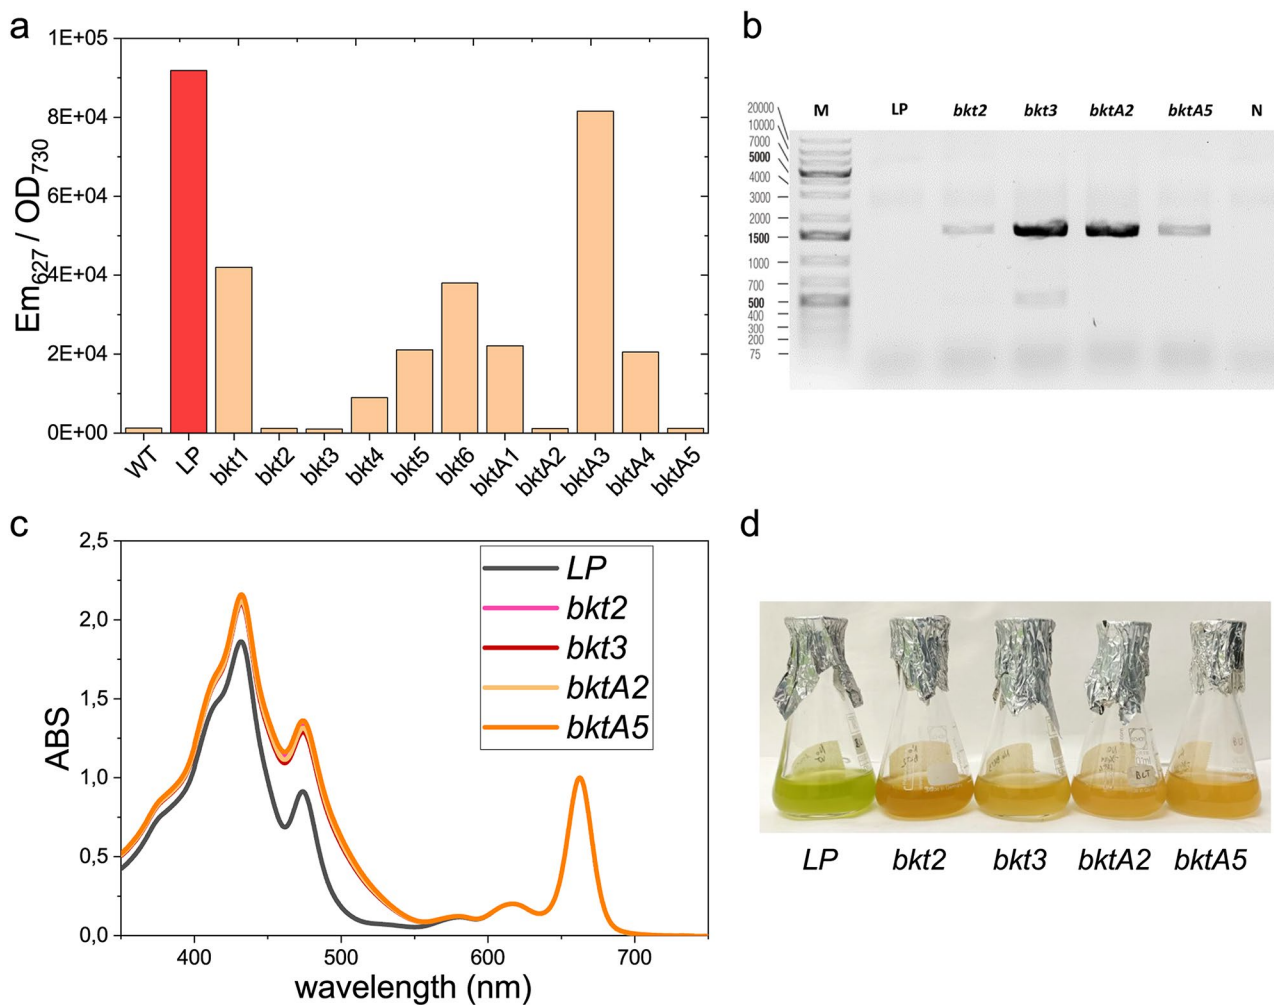 a
1E+05
8E+04
6E+04
4E+04
2E+04
0E+00
Em627 / OD730
WT
LP
bkt1
bkt2
bkt3
bkt4
bkt5
bkt6
bktA1
bktA2
bktA3
bktA4
bktA5
b
M LP bkt2 bkt3 bktA2 bktA5 N
20000
10000
7000
5000
4000
3000
2000
1500
1000
700
500
400
300
200
75
c
2,5
2,0
1,5
1,0
0,5
0,0
ABS
400 500 600 700
wavelength (nm)
LP
bkt2
bkt3
bktA2
bktA5
d
LP bkt2 bkt3 bktA2 bktA5